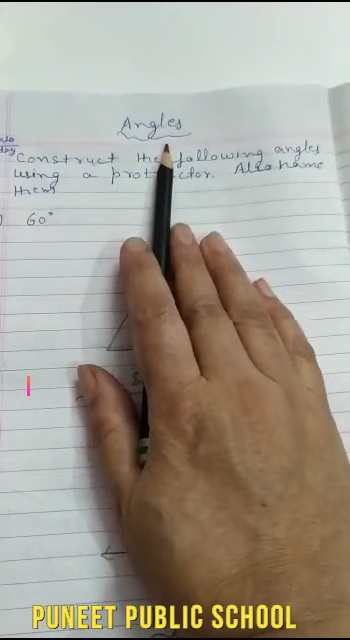 Angles
Construct the following angles
using a protractor. Also name
them
60°
PUNEET PUBLIC SCHOOL